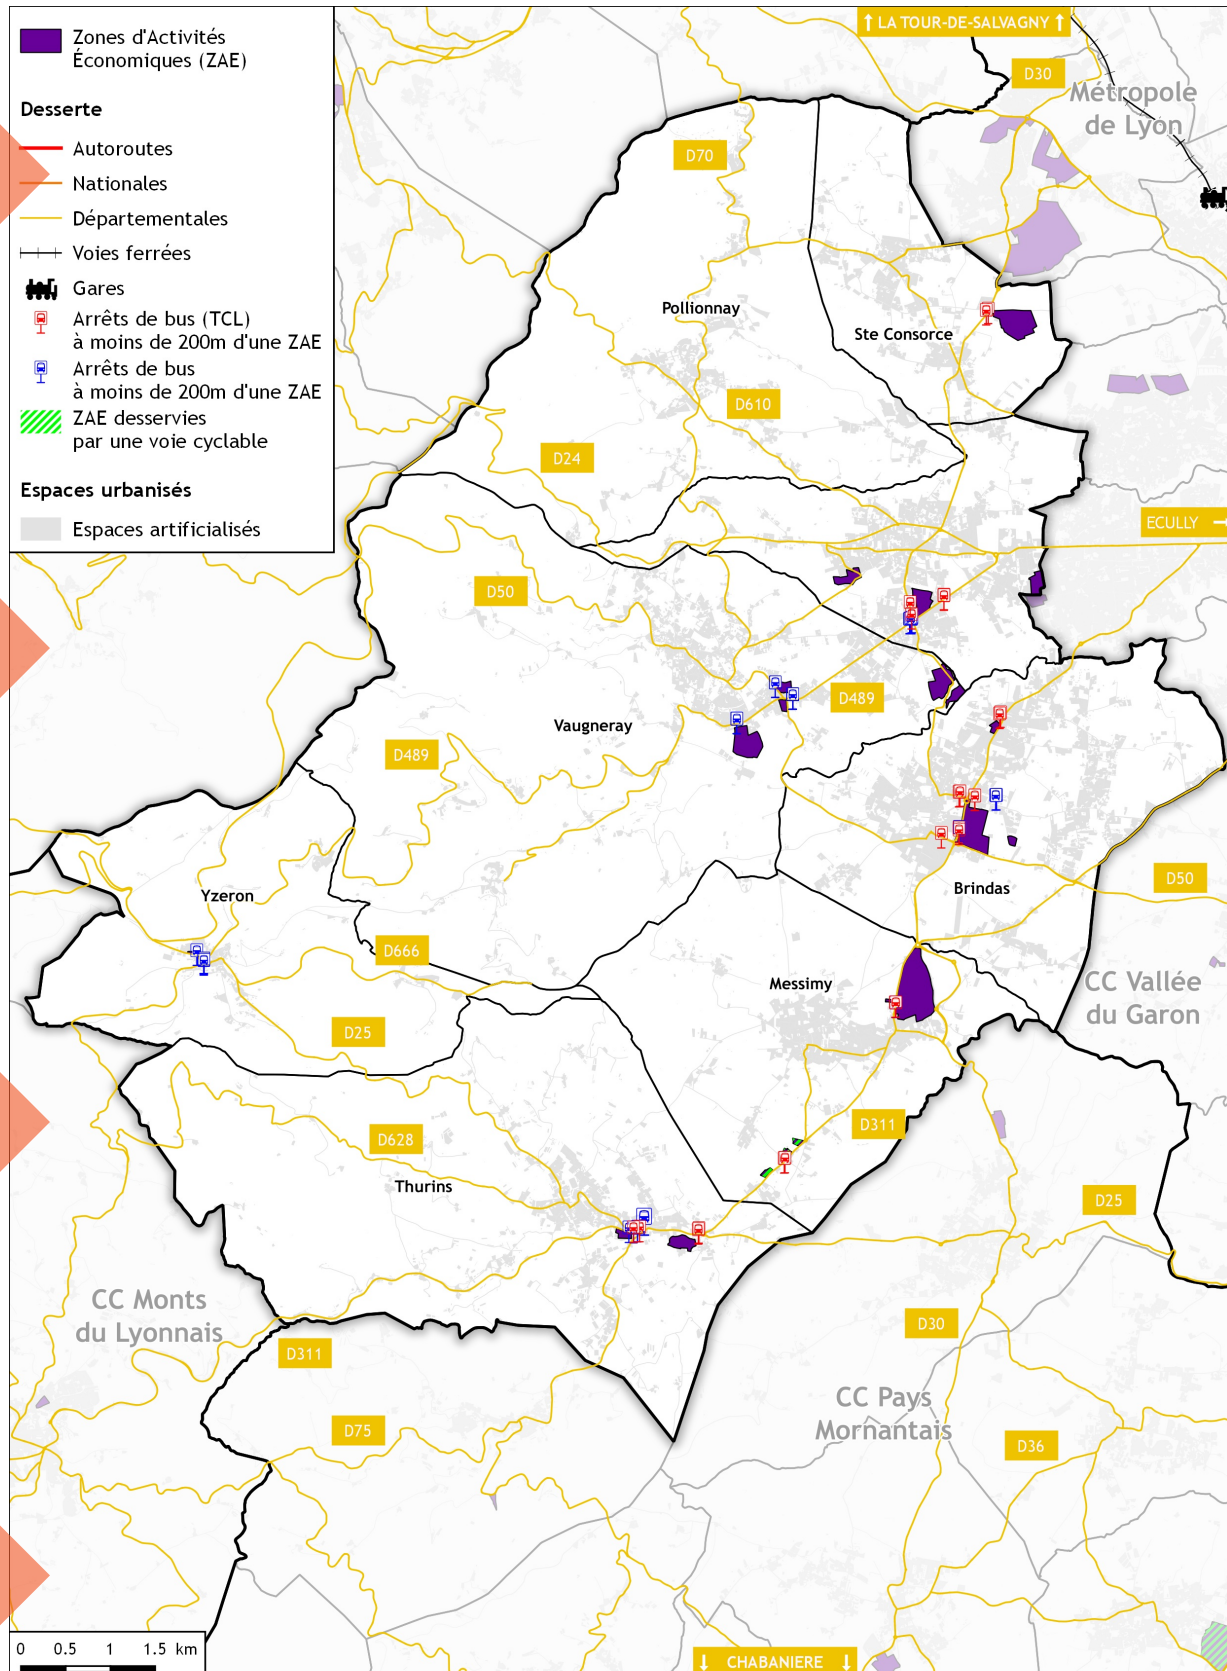 Zones d'Activités
Économiques (ZAE)
Desserte
Autoroutes
Nationales
Départementales
Voies ferrées
Gares
Arrêts de bus (TCL)
à moins de 200m d'une ZAE
Arrêts de bus
à moins de 200m d'une ZAE
ZAE desservies
par une voie cyclable
Espaces urbanisés
Espaces artificialisés
↑ LA TOUR-DE-SALVAGNY ↑
D30
Métropole
de Lyon
D70
Pollionnay
Ste Consorce
D610
D24
ECULLY →
D50
D489
Vaugneray
D489
Yzeron
Brindas
D50
D666
Messimy
CC Vallée
du Garon
D25
D311
D628
Thurins
D25
CC Monts
du Lyonnais
D30
D311
CC Pays
Mornantais
D75
D36
0 0.5 1 1.5 km
↓ CHABANIERE ↓